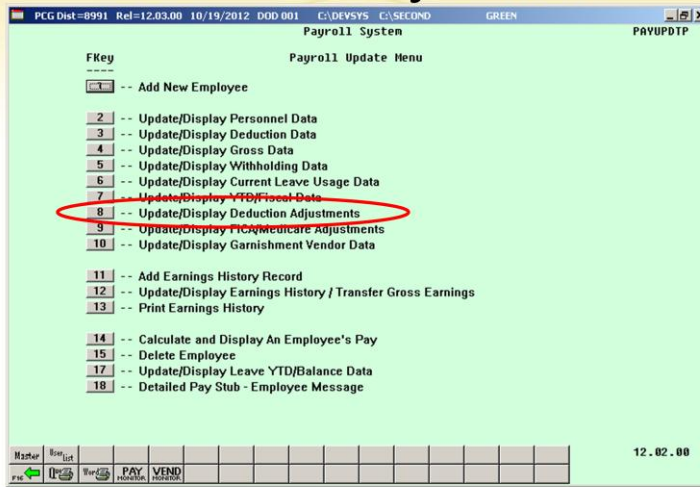 PCG Dist=8991 Rel=12.03.00 10/19/2012 DOD 001 C:\DEVSYS C:\SECOND GREEN
Payroll System PAYUPDTP
FKey Payroll Update Menu
----
1 -- Add New Employee
2 -- Update/Display Personnel Data
3 -- Update/Display Deduction Data
4 -- Update/Display Gross Data
5 -- Update/Display Withholding Data
6 -- Update/Display Current Leave Usage Data
7 -- Update/Display YTD/Fiscal Data
8 -- Update/Display Deduction Adjustments
9 -- Update/Display FICA/Medicare Adjustments
10 -- Update/Display Garnishment Vendor Data
11 -- Add Earnings History Record
12 -- Update/Display Earnings History / Transfer Gross Earnings
13 -- Print Earnings History
14 -- Calculate and Display An Employee's Pay
15 -- Delete Employee
17 -- Update/Display Leave YTD/Balance Data
18 -- Detailed Pay Stub - Employee Message
Master User list 12.02.00
F16 PAY MONITOR VEND MONITOR